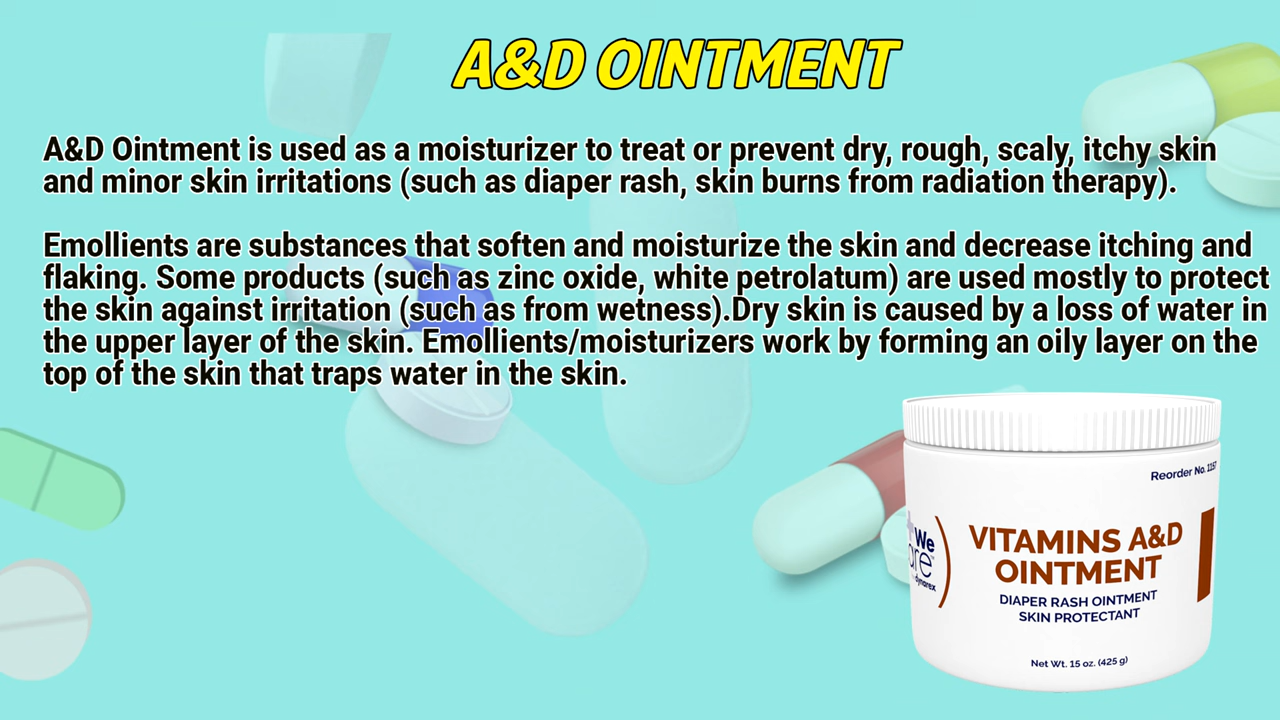 A&D OINTMENT
A&D Ointment is used as a moisturizer to treat or prevent dry, rough, scaly, itchy skin
and minor skin irritations (such as diaper rash, skin burns from radiation therapy).
Emollients are substances that soften and moisturize the skin and decrease itching and
flaking. Some products (such as zinc oxide, white petrolatum) are used mostly to protect
the skin against irritation (such as from wetness).Dry skin is caused by a loss of water in
the upper layer of the skin. Emollients/moisturizers work by forming an oily layer on the
top of the skin that traps water in the skin.
Reorder No. 1157
We
are
dynarex
VITAMINS A&D
OINTMENT
DIAPER RASH OINTMENT
SKIN PROTECTANT
Net Wt. 15 oz. (425 g)